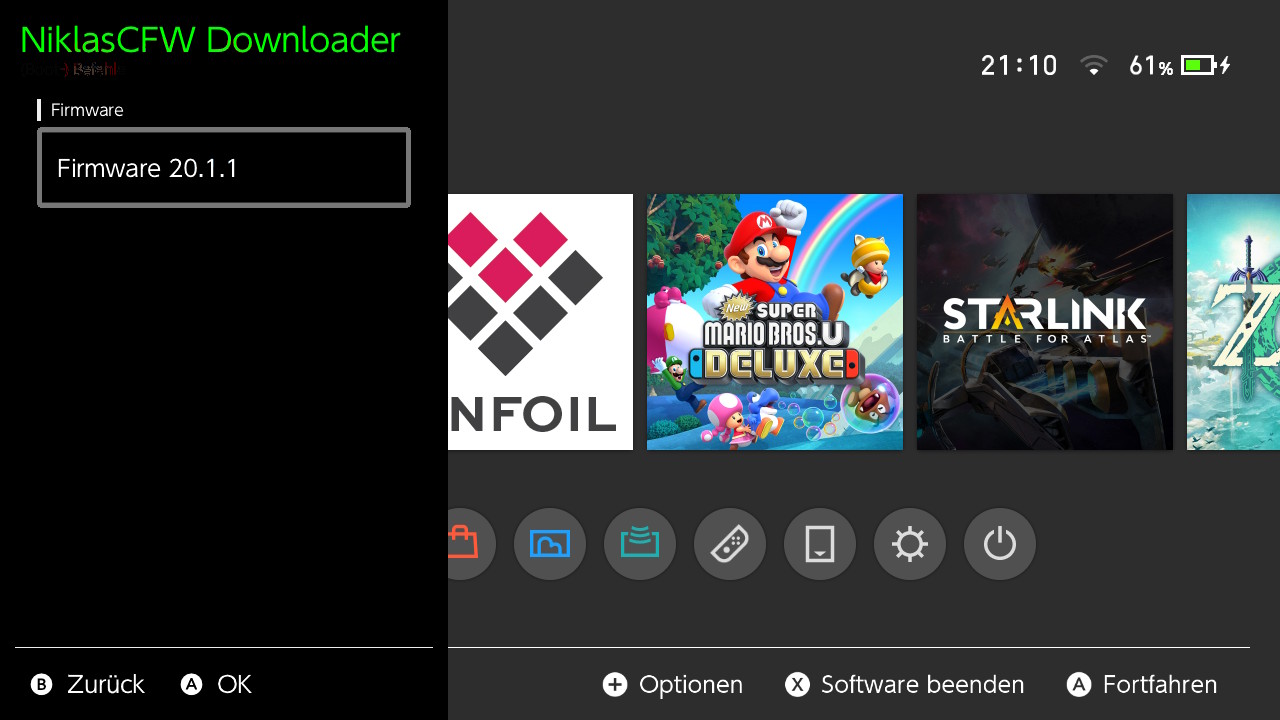 NiklasCFW Downloader
Firmware
Firmware 20.1.1
B Zurück
A OK
21:10
61%
NFOIL
New
SUPER
MARIO BROS.U
DELUXE
STARLINK
BATTLE FOR ATLAS
+ Optionen
X Software beenden
A Fortfahren